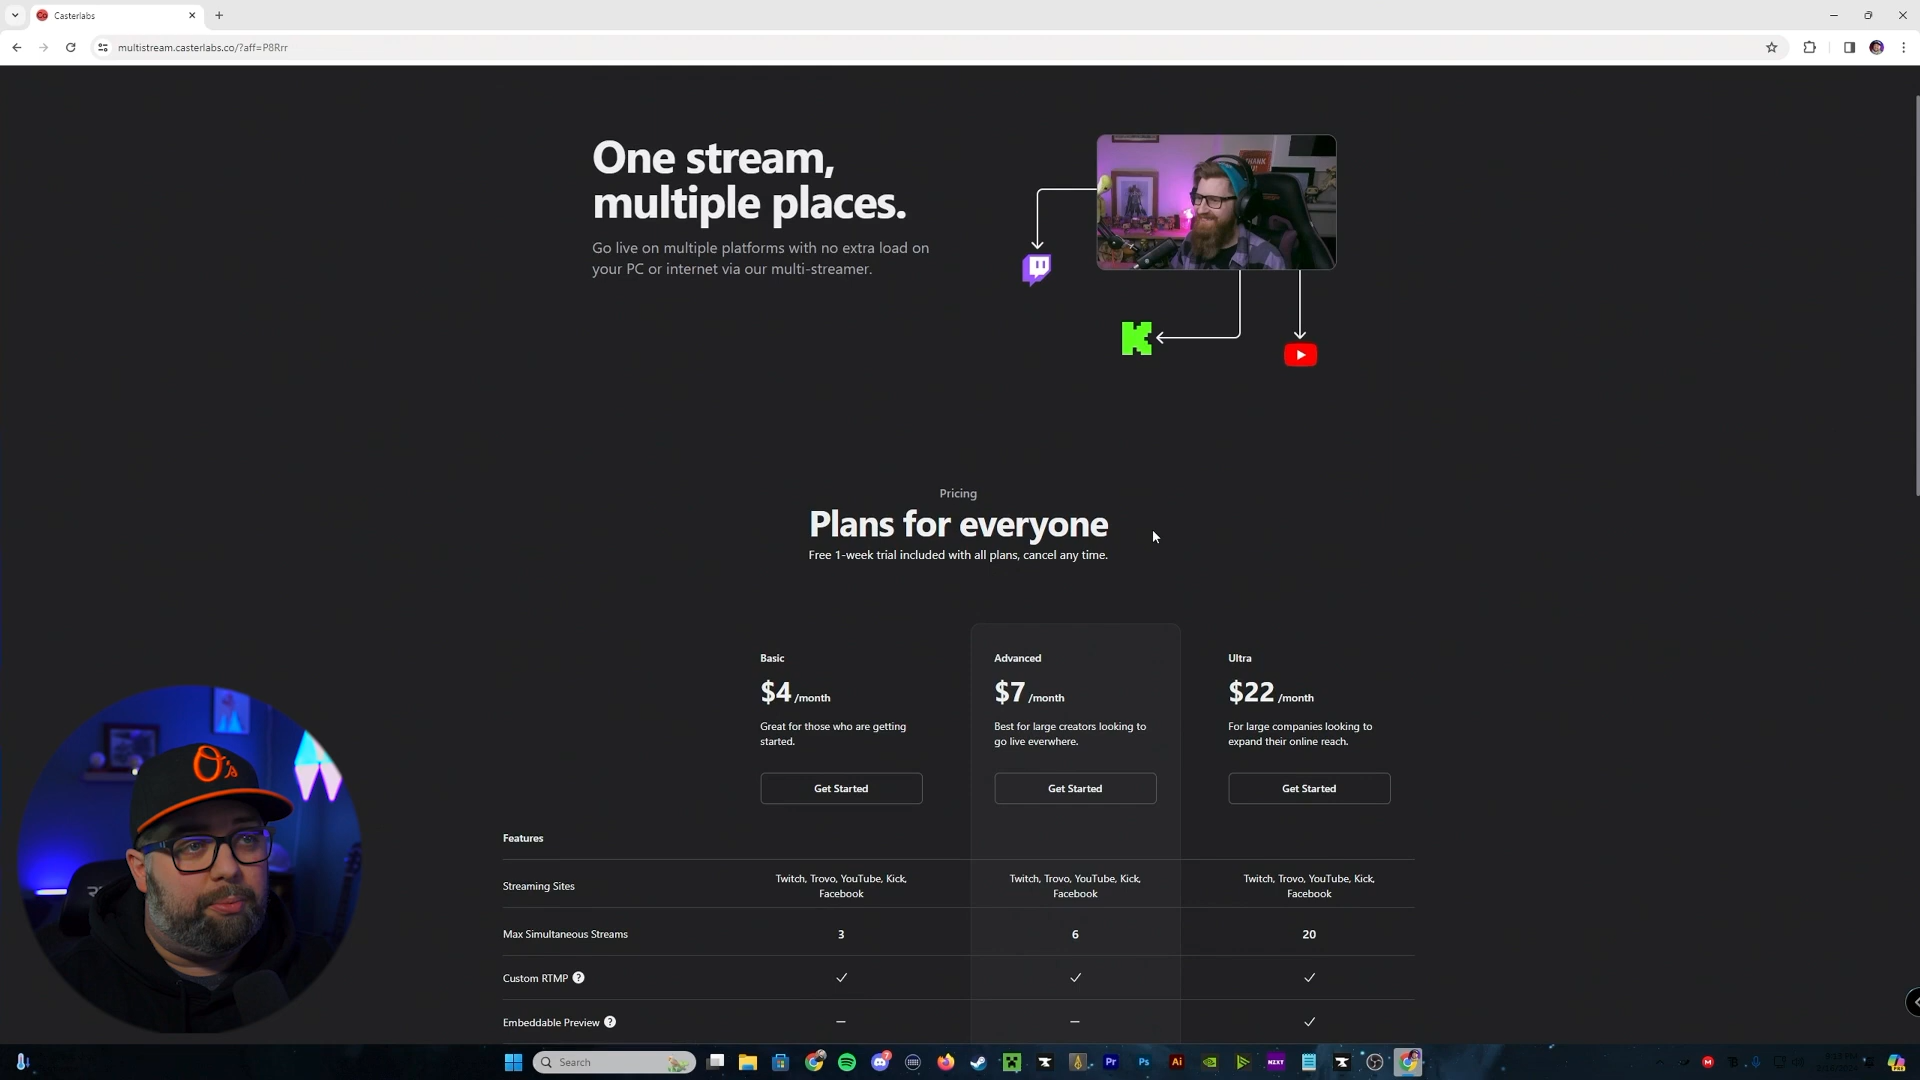 Casterlabs
multistream.casterlabs.co/?aff=P8Rrr
One stream,
multiple places.
Go live on multiple platforms with no extra load on
your PC or internet via our multi-streamer.
Pricing
Plans for everyone
Free 1-week trial included with all plans, cancel any time.
Basic
$4 /month
Great for those who are getting
started.
Get Started
Advanced
$7 /month
Best for large creators looking to
go live everwhere.
Get Started
Ultra
$22 /month
For large companies looking to
expand their online reach.
Get Started
Features
Streaming Sites
Twitch, Trovo, YouTube, Kick,
Facebook
Twitch, Trovo, YouTube, Kick,
Facebook
Twitch, Trovo, YouTube, Kick,
Facebook
Max Simultaneous Streams
3
6
20
Custom RTMP ?
Embeddable Preview ?
O's
Search
Pr
Ps
Ai
NZXT